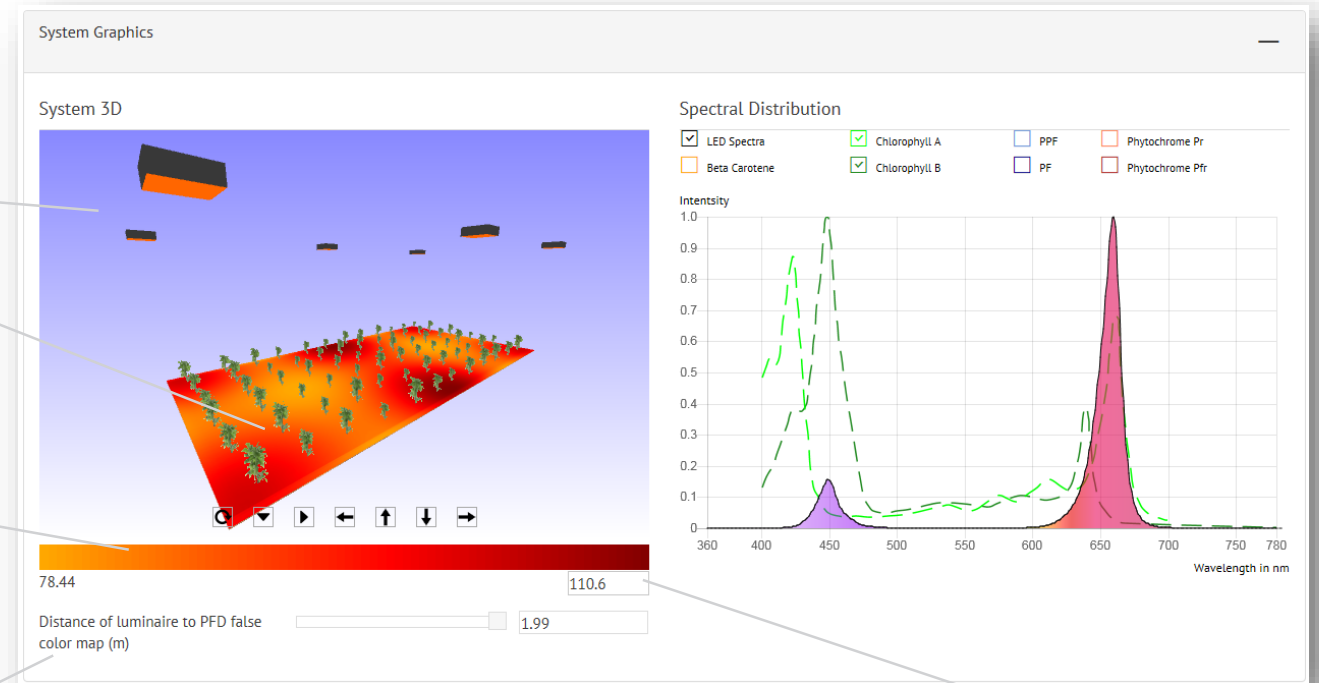 System Graphics
System 3D
78.44
110.6
Distance of luminaire to PFD false
color map (m)
1.99
Spectral Distribution
LED Spectra
Chlorophyll A
PPF
Phytochrome Pr
Beta Carotene
Chlorophyll B
PF
Phytochrome Pfr
Intentsity
1.0
0.9
0.8
0.7
0.6
0.5
0.4
0.3
0.2
0.1
0
360 400 450 500 550 600 650 700 750 780
Wavelength in nm